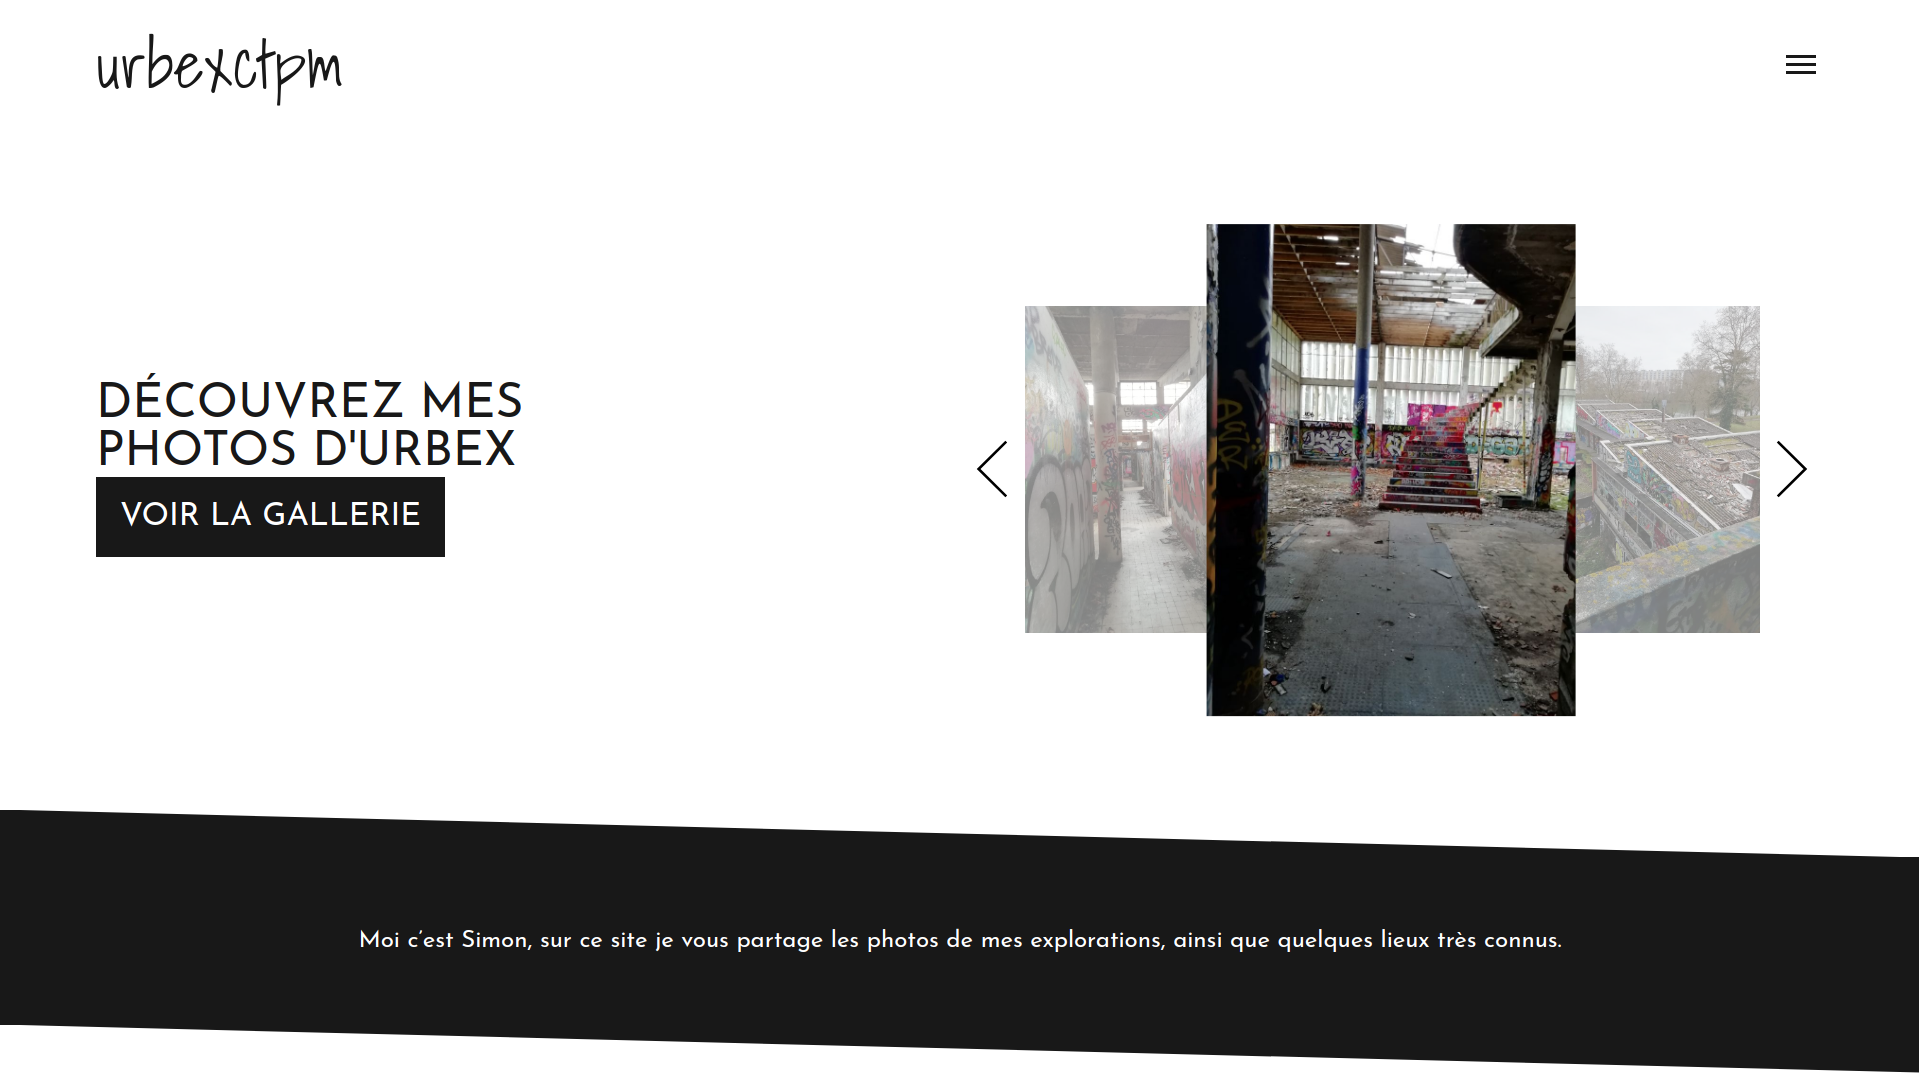 urbexctpm
DÉCOUVREZ MES
PHOTOS D'URBEX
VOIR LA GALLERIE
Moi c’est Simon, sur ce site je vous partage les photos de mes explorations, ainsi que quelques lieux très connus.